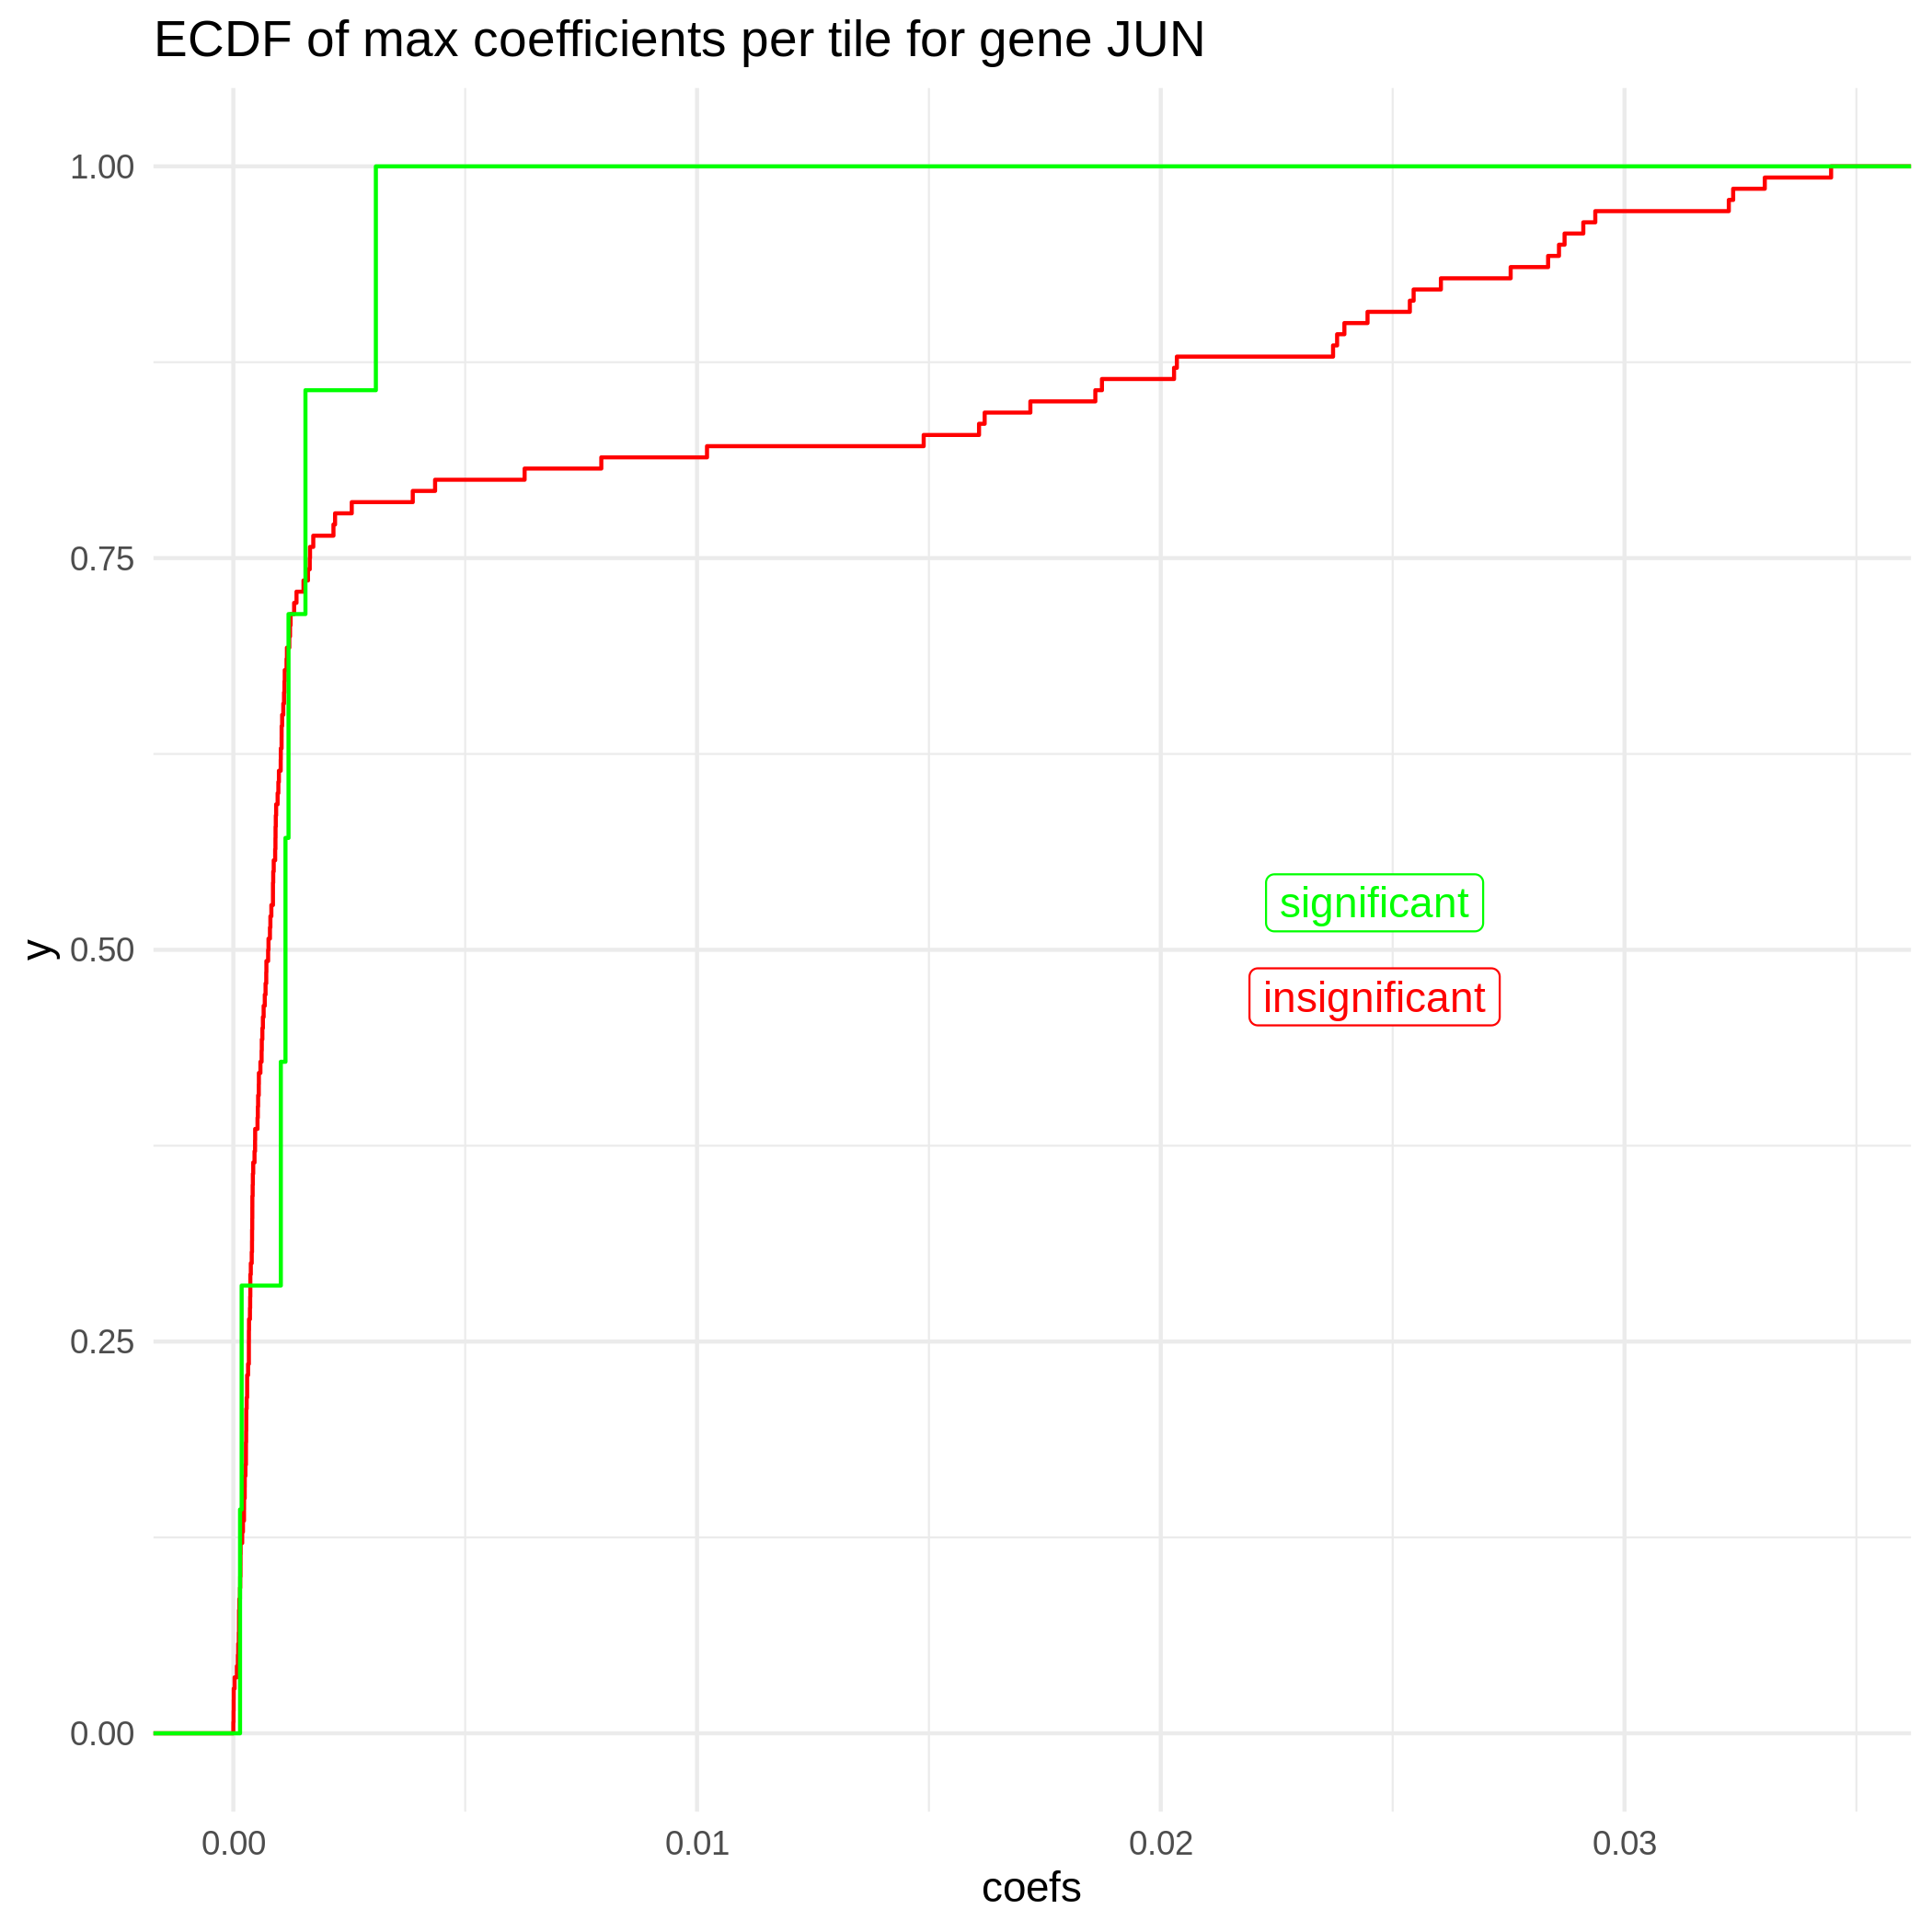 ECDF of max coefficients per tile for gene JUN
1.00
0.75
0.50
0.25
0.00
y
significant
insignificant
0.00 0.01 0.02 0.03
coefs